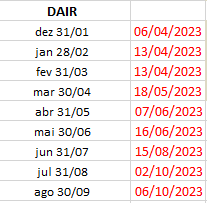 DAIR
dez 31/01 06/04/2023
jan 28/02 13/04/2023
fev 31/03 13/04/2023
mar 30/04 18/05/2023
abr 31/05 07/06/2023
mai 30/06 16/06/2023
jun 31/07 15/08/2023
jul 31/08 02/10/2023
ago 30/09 06/10/2023